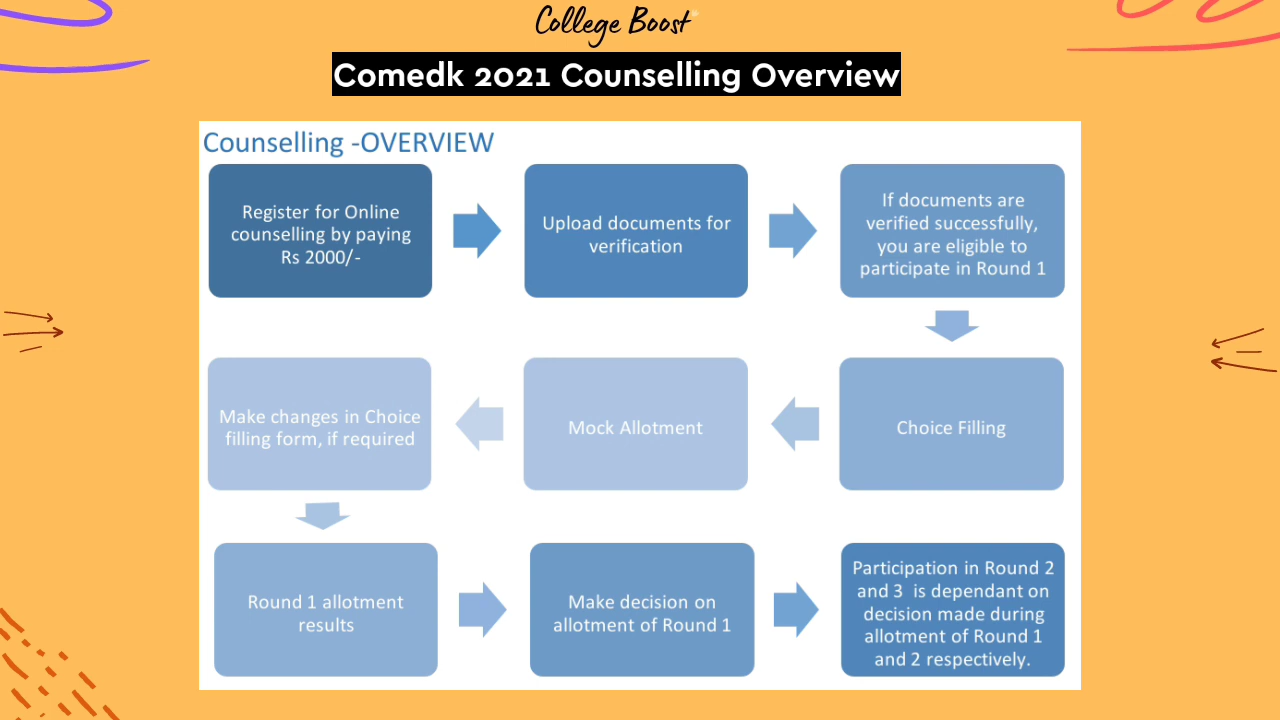 College Boost
Comedk 2021 Counselling Overview
Counselling -OVERVIEW
Register for Online
counselling by paying
Rs 2000/-
Upload documents for
verification
If documents are
verified successfully,
you are eligible to
participate in Round 1
Choice Filling
Mock Allotment
Make changes in Choice
filling form, if required
Round 1 allotment
results
Make decision on
allotment of Round 1
Participation in Round 2
and 3 is dependant on
decision made during
allotment of Round 1
and 2 respectively.